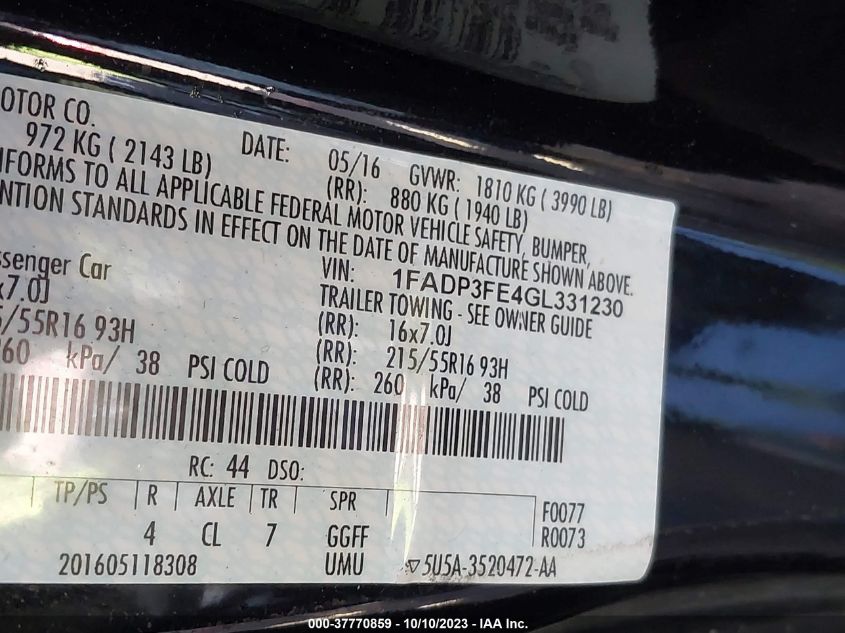 OTOR CO.
972 KG ( 2143 LB)
DATE: 05/16 GVWR: 1810 KG ( 3990 LB)
(RR): 880 KG ( 1940 LB)
IFORMS TO ALL APPLICABLE FEDERAL MOTOR VEHICLE SAFETY, BUMPER,
ENTION STANDARDS IN EFFECT ON THE DATE OF MANUFACTURE SHOWN ABOVE.
VIN: 1FADP3FE4GL331230
ssenger Car
TRAILER TOWING - SEE OWNER GUIDE
x7.0J (RR): 16x7.0J
5/55R16 93H (RR): 215/55R16 93H
260 kPa/ 38 PSI COLD (RR): 260 kPa/ 38 PSI COLD
RC: 44 DSO:
TP/PS R AXLE TR SPR
4 CL 7 GGFF
F0077
R0073
201605118308 UMU 5U5A-3520472-AA
000-37770859 - 10/10/2023 - IAA Inc.